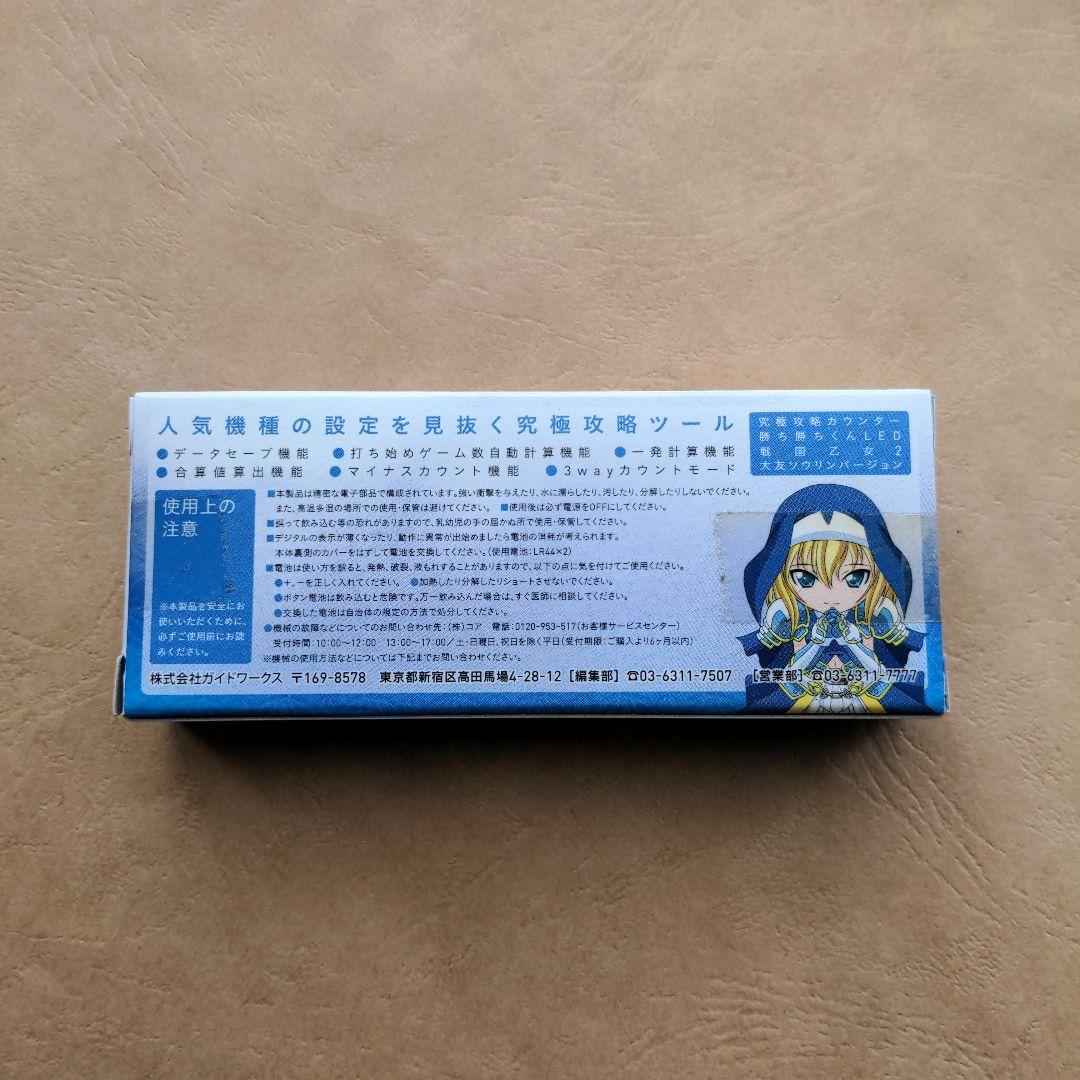 人気機種の設定を見抜く究極攻略ツール
●データセーブ機能 ●打ち始めゲーム数自動計算機能 ●一発計算機能
●合算値算出機能 ●マイナスカウント機能 ●3wayカウントモード
究極攻略カウンター
勝ち勝ちくんLED
戦国乙女2
大友ソウリンバージョン
使用上の
注意
※本製品を安全にお
使いいただくために、
必ずご使用前にお読
みください。
■本製品は精密な電子部品で構成されています。強い衝撃を与えたり、水に濡らしたり、汚したり、分解したりしないでください。
また、高温多湿の場所での使用・保管は避けてください。 ■使用後は必ず電源をOFFにしてください。
■誤って飲み込む等の恐れがありますので、乳幼児の手の届かぬ所で使用・保管してください。
■デジタルの表示が薄くなったり、動作に異常が出始めましたら電池の消耗が考えられます。
本体裏側のカバーをはずして電池を交換してください。(使用電池:LR44×2)
■電池は使い方を誤ると、発熱、破裂、液もれすることがありますので、以下の点に気を付けてご使用ください。
●＋、－を正しく入れてください。 ●加熱したり分解したりショートさせないでください。
●ボタン電池は飲み込むと危険です。万一飲み込んだ場合は、すぐ医師に相談してください。
●交換した電池は自治体の規定の方法で処分してください。
●機械の故障などについてのお問い合わせ先:(株)コア 電話:0120-953-517(お客様サービスセンター)
受付時間:10:00〜12:00 13:00〜17:00/土・日曜日、祝日を除く平日(受付期限:ご購入より6ヶ月以内)
※機械の使用方法などについては下記までお問い合わせください。
株式会社ガイドワークス 〒169-8578 東京都新宿区高田馬場4-28-12 [編集部] ☎03-6311-7507 [営業部] ☎03-6311-7777